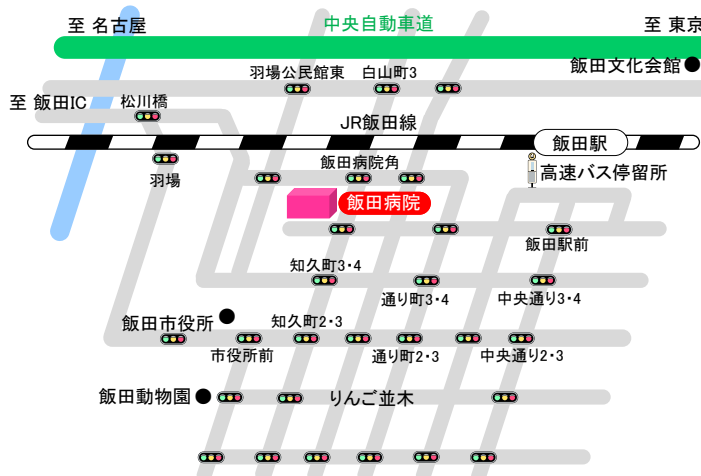 至 名古屋
中央自動車道
至 東京
飯田文化会館
羽場公民館東
白山町3
至 飯田IC
松川橋
JR飯田線
飯田駅
羽場
飯田病院角
高速バス停留所
飯田病院
飯田駅前
知久町3・4
通り町3・4
中央通り3・4
飯田市役所
知久町2・3
市役所前
通り町2・3
中央通り2・3
飯田動物園
りんご並木